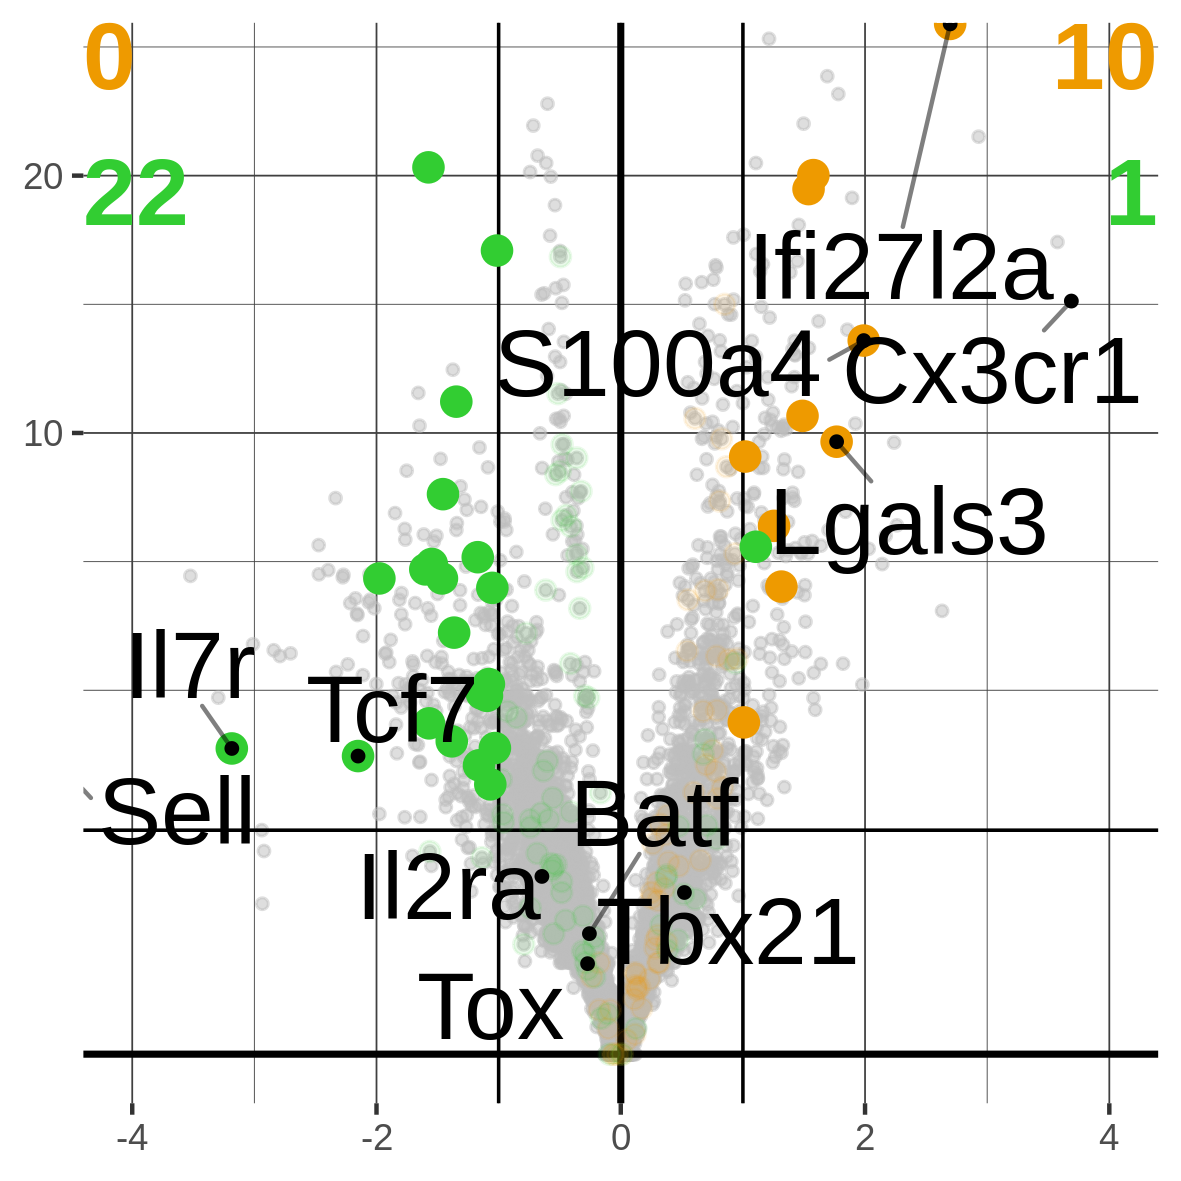 0 10
20 22 1
Ifi27l2a
S100a4 Cx3cr1
10
Lgals3
Il7r
Tcf7
Sell Batf
Il2ra
Tbx21
Tox
-4 -2 0 2 4